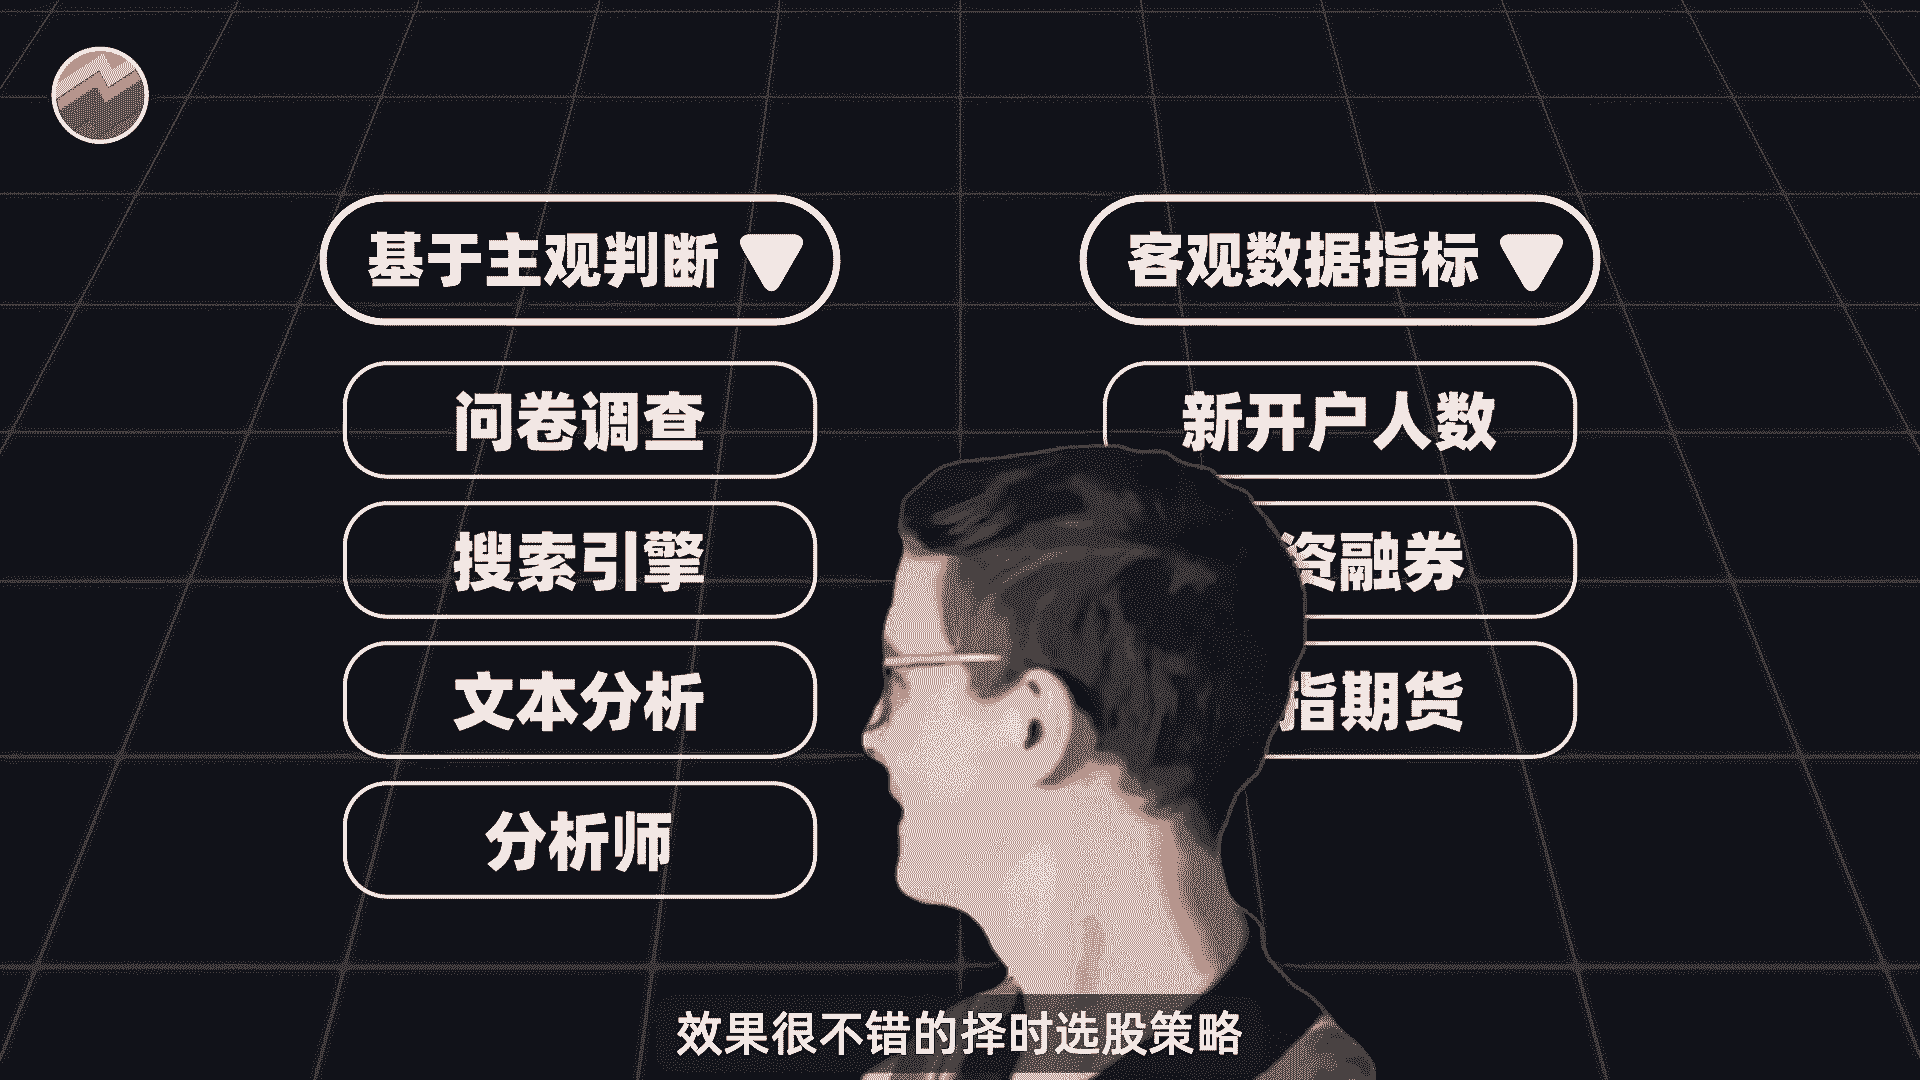 基于主观判断
问卷调查
搜索引擎
文本分析
分析师
客观数据指标
新开户人数
资融券
指期货
效果很不错的择时选股策略